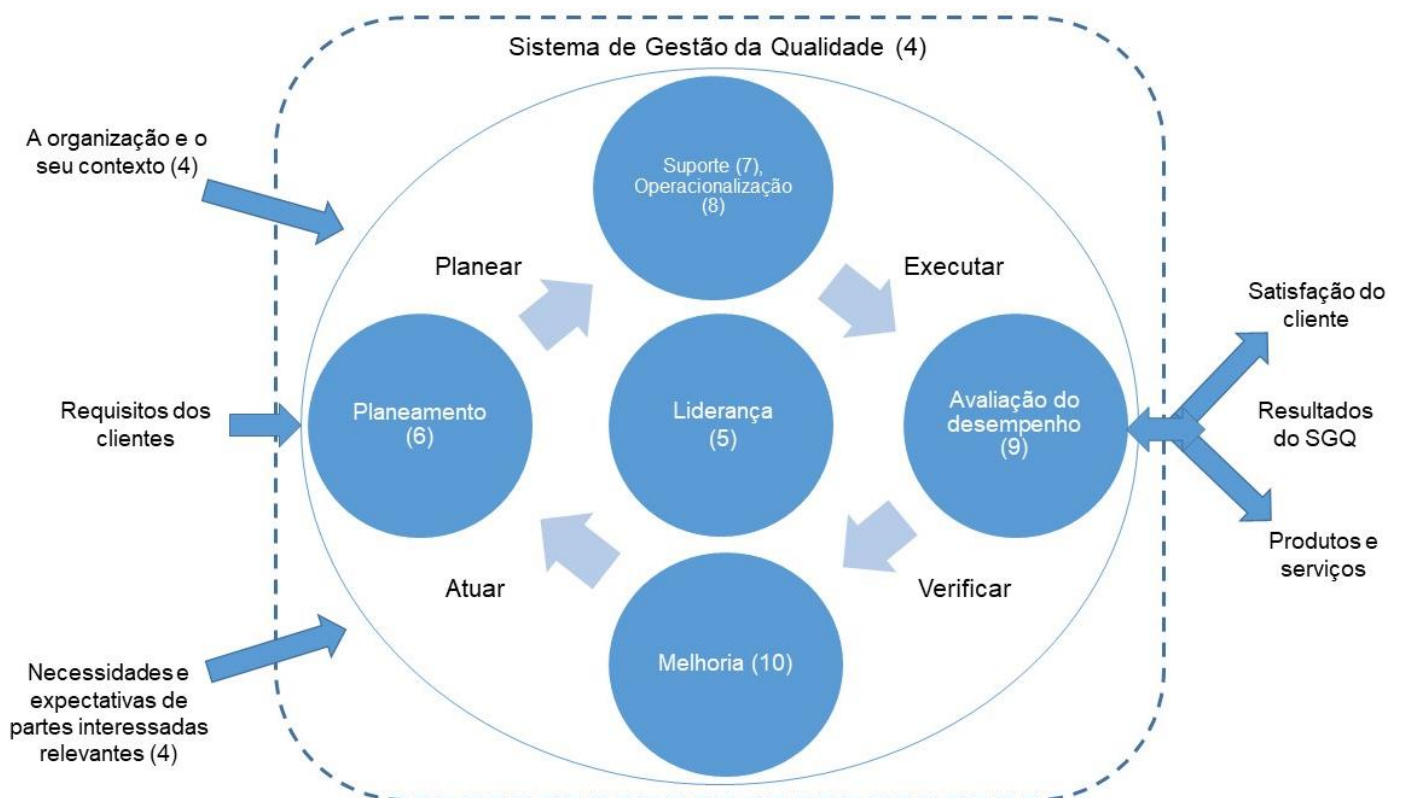 Sistema de Gestão da Qualidade (4)
A organização e o
seu contexto (4)
Suporte (7),
Operacionalização
(8)
Planear
Executar
Satisfação do
cliente
Requisitos dos
clientes
Planeamento
(6)
Liderança
(5)
Avaliação do
desempenho
(9)
Resultados
do SGQ
Atuar
Verificar
Produtos e
serviços
Melhoria (10)
Necessidades e
expectativas de
partes interessadas
relevantes (4)